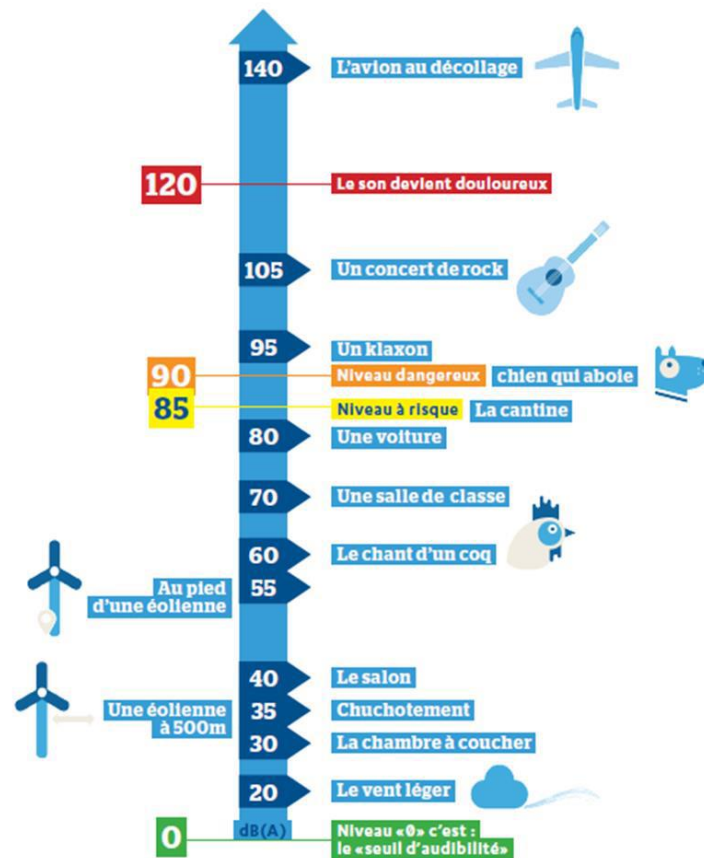 140 L'avion au décollage
120 Le son devient douloureux
105 Un concert de rock
95 Un klaxon
90 Niveau dangereux chien qui aboie
85 Niveau à risque La cantine
80 Une voiture
70 Une salle de classe
60 Le chant d'un coq
Au pied
d'une éolienne
55
40 Le salon
Une éolienne
à 500m
35 Chuchotement
30 La chambre à coucher
20 Le vent léger
0 dB(A) Niveau «0» c'est :
le «seuil d'audibilité»